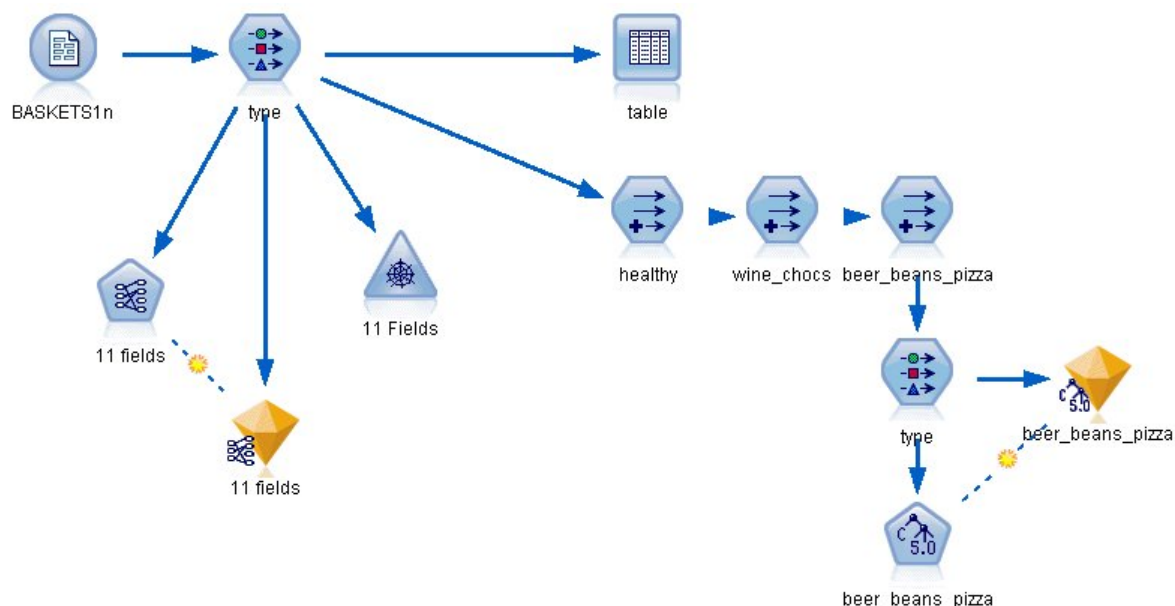 BASKETS1n
type
table
healthy
wine_chocs
beer_beans_pizza
11 fields
11 Fields
11 fields
type
C 5.0
beer_beans_pizza
C 5.0
beer_beans_pizza